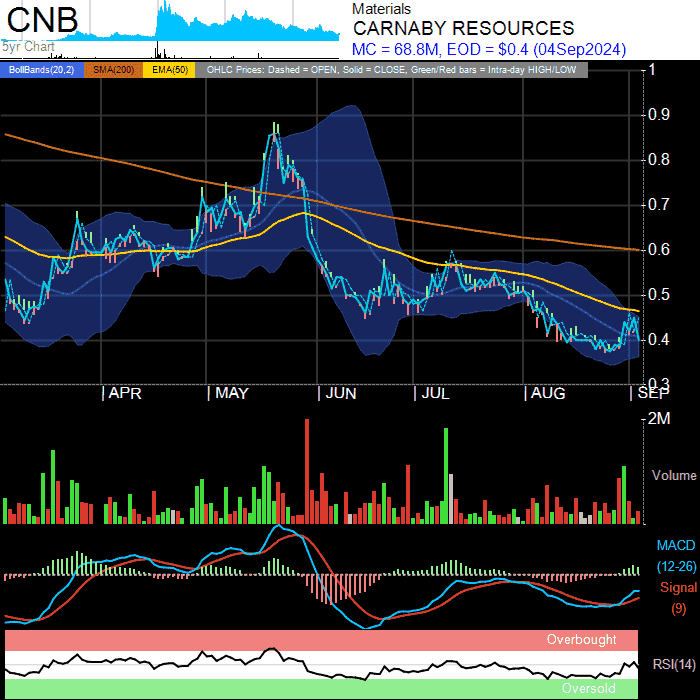 CNB
5yr Chart
Materials
CARNABY RESOURCES
MC = 68.8M, EOD = $0.4 (04Sep2024)
BollBands(20,2) SMA(200) EMA(50) OHLC Prices: Dashed = OPEN, Solid = CLOSE, Green/Red bars = Intra-day HIGH/LOW
1
0.9
0.8
0.7
0.6
0.5
0.4
0.3
APR MAY JUN JUL AUG SEP
2M
Volume
MACD
(12-26)
Signal
(9)
Overbought
RSI(14)
Oversold